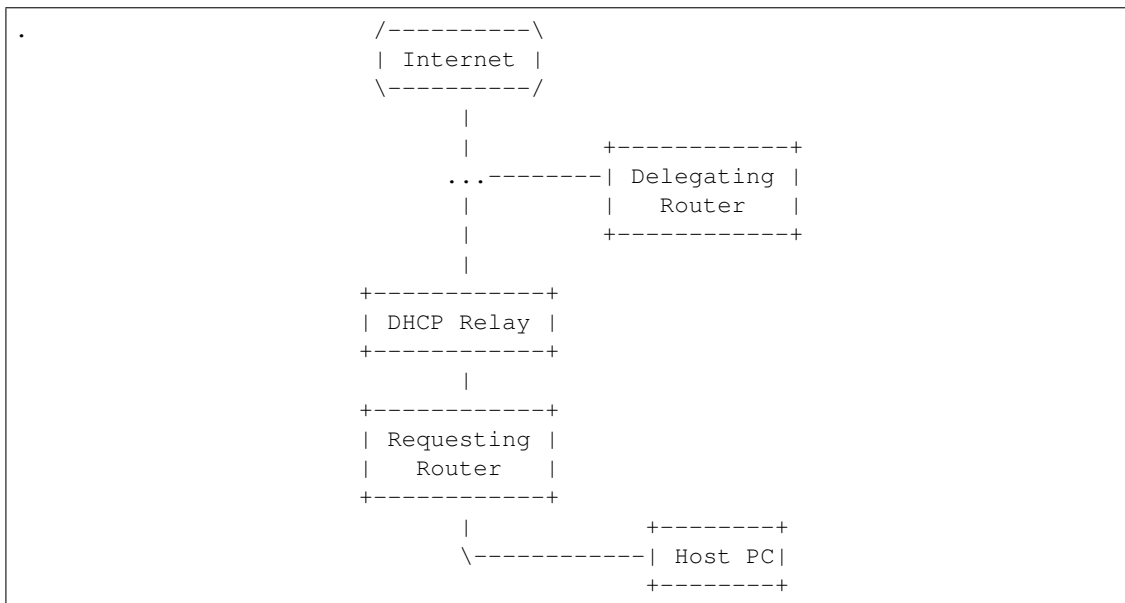 .                   /----------\
                    | Internet |
                    \----------/
                          |
                          |       +------------+
                         ...--------| Delegating |
                          |       |   Router   |
                          |       +------------+
                          |
                   +------------+
                   | DHCP Relay |
                   +------------+
                          |
                   +------------+
                   | Requesting |
                   |   Router   |
                   +------------+
                          |          +--------+
                          \------------| Host PC|
                                     +--------+